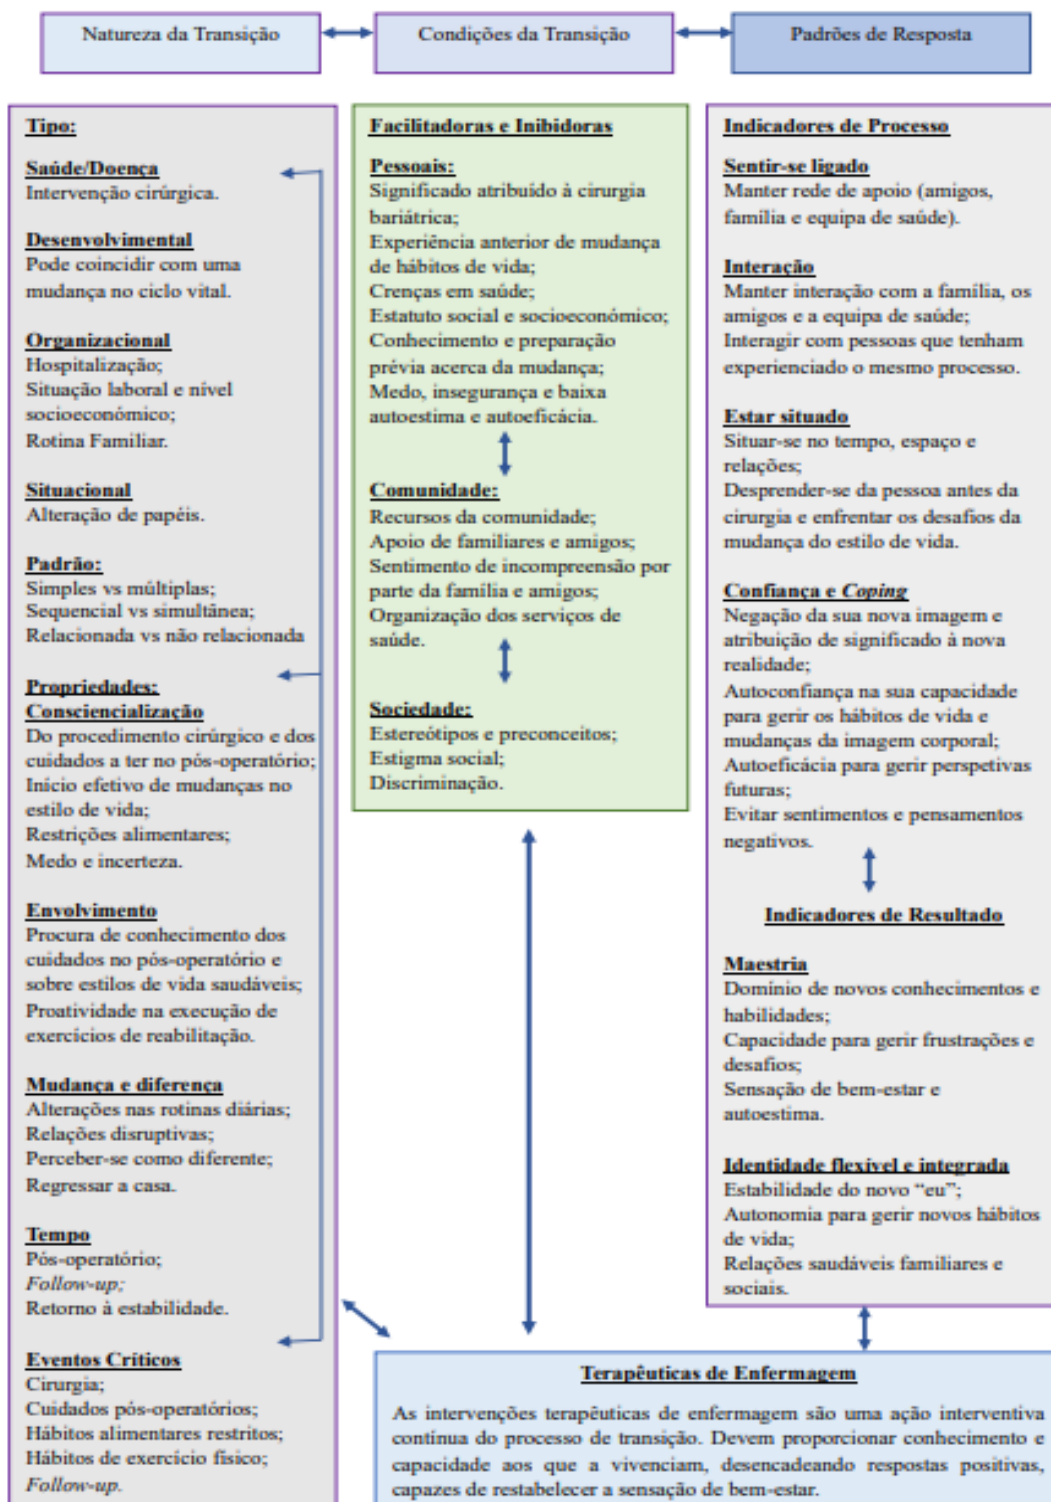 Natureza da Transição
Condições da Transição
Padrões de Resposta
Tipo:
Saúde/Doença
Intervenção cirúrgica.
Desenvolvimental
Pode coincidir com uma
mudança no ciclo vital.
Organizacional
Hospitalização;
Situação laboral e nível
socioeconómico;
Rotina Familiar.
Situacional
Alteração de papéis.
Padrão:
Simples vs múltiplas;
Sequencial vs simultânea;
Relacionada vs não relacionada
Propriedades:
Consciencialização
Do procedimento cirúrgico e dos
cuidados a ter no pós-operatório;
Início efetivo de mudanças no
estilo de vida;
Restrições alimentares;
Medo e incerteza.
Envolvimento
Procura de conhecimento dos
cuidados no pós-operatório e
sobre estilos de vida saudáveis;
Proatividade na execução de
exercícios de reabilitação.
Mudança e diferença
Alterações nas rotinas diárias;
Relações disruptivas;
Perceber-se como diferente;
Regressar a casa.
Tempo
Pós-operatório;
Follow-up;
Retorno à estabilidade.
Eventos Críticos
Cirurgia;
Cuidados pós-operatórios;
Hábitos alimentares restritos;
Hábitos de exercício físico;
Follow-up.
Facilitadoras e Inibidoras
Pessoais:
Significado atribuído à cirurgia
bariátrica;
Experiência anterior de mudança
de hábitos de vida;
Crenças em saúde;
Estatuto social e socioeconómico;
Conhecimento e preparação
prévia acerca da mudança;
Medo, insegurança e baixa
autoestima e autoeficácia.
Comunidade:
Recursos da comunidade;
Apoio de familiares e amigos;
Sentimento de incompreensão por
parte da família e amigos;
Organização dos serviços de
saúde.
Sociedade:
Estereótipos e preconceitos;
Estigma social;
Discriminação.
Indicadores de Processo
Sentir-se ligado
Manter rede de apoio (amigos,
família e equipa de saúde).
Interação
Manter interação com a família, os
amigos e a equipa de saúde;
Interagir com pessoas que tenham
experienciado o mesmo processo.
Estar situado
Situar-se no tempo, espaço e
relações;
Desprender-se da pessoa antes da
cirurgia e enfrentar os desafios da
mudança do estilo de vida.
Confiança e Coping
Negação da sua nova imagem e
atribuição de significado à nova
realidade;
Autoconfiança na sua capacidade
para gerir os hábitos de vida e
mudanças da imagem corporal;
Autoeficácia para gerir perspetivas
futuras;
Evitar sentimentos e pensamentos
negativos.
Indicadores de Resultado
Maestria
Domínio de novos conhecimentos e
habilidades;
Capacidade para gerir frustrações e
desafios;
Sensação de bem-estar e
autoestima.
Identidade flexível e integrada
Estabilidade do novo “eu”;
Autonomia para gerir novos hábitos
de vida;
Relações saudáveis familiares e
sociais.
Terapêuticas de Enfermagem
As intervenções terapêuticas de enfermagem são uma ação interventiva
contínua do processo de transição. Devem proporcionar conhecimento e
capacidade aos que a vivenciam, desencadeando respostas positivas,
capazes de restabelecer a sensação de bem-estar.